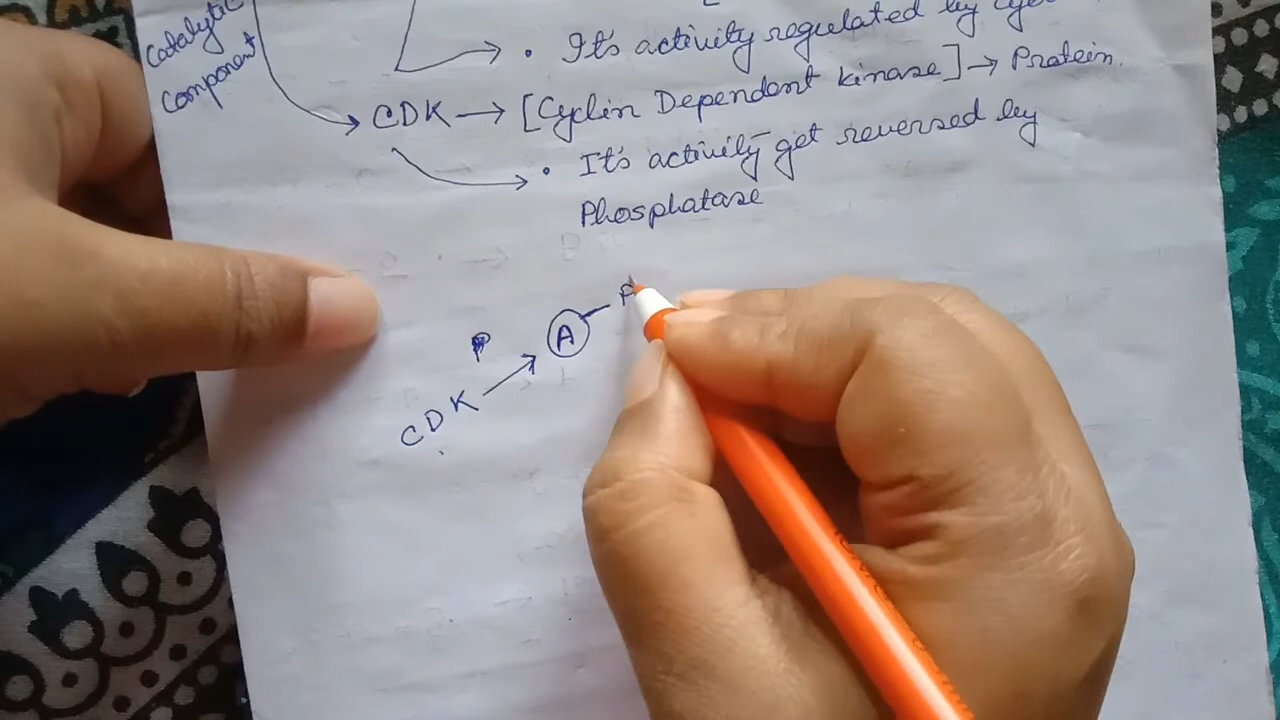 Catalytic
Component
• It's activity regulated by
CDK → [Cyclin Dependent kinase] → Protein.
• It's activity get reversed by
Phosphatase
P
A
CDK